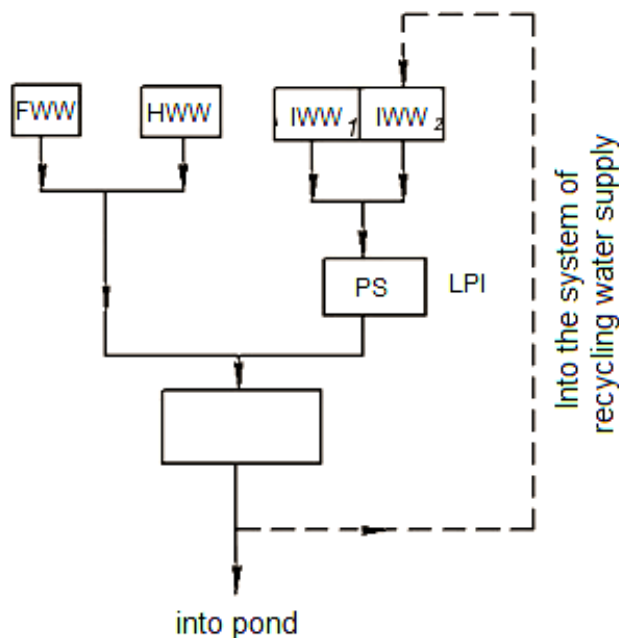 FWW
HWW
IWW 1
IWW 2
PS
LPI
Into the system of
recycling water supply
into pond